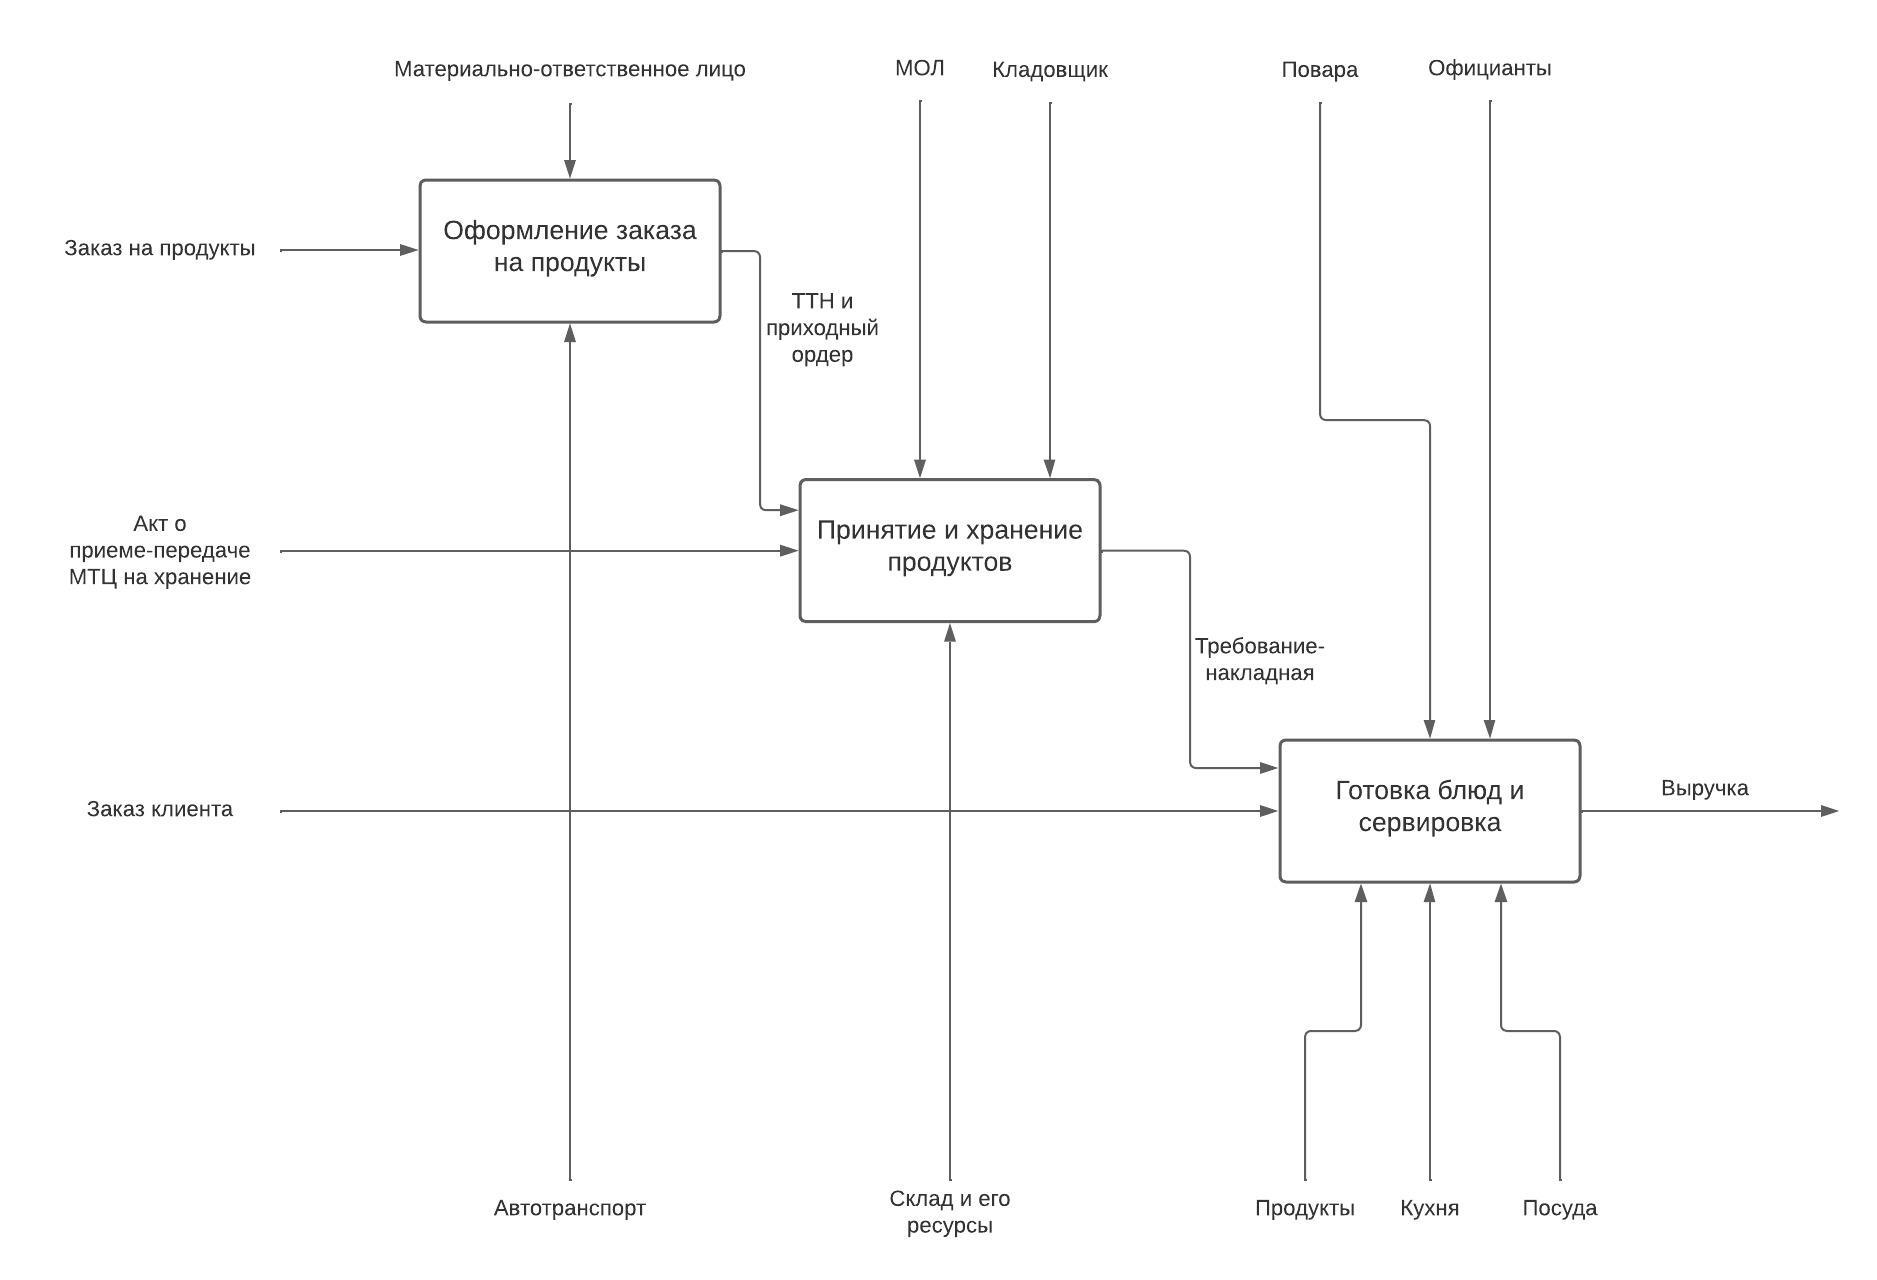 Материально-ответственное лицо
МОЛ
Кладовщик
Повара
Официанты
Заказ на продукты
Оформление заказа
на продукты
ТТН и
приходный
ордер
Акт о
приеме-передаче
МТЦ на хранение
Принятие и хранение
продуктов
Требование-
накладная
Заказ клиента
Готовка блюд и
сервировка
Выручка
Автотранспорт
Склад и его
ресурсы
Продукты
Кухня
Посуда